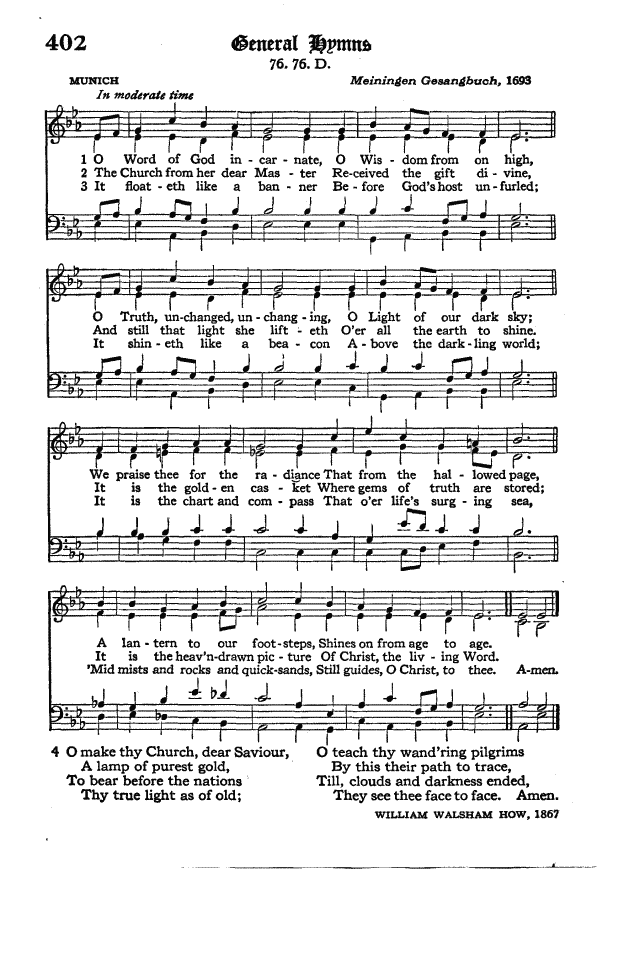 402
General Hymns
76. 76. D.
MUNICH Meiningen Gesangbuch, 1693
In moderate time
1 O Word of God in - car - nate, O Wis - dom from on high,
2 The Church from her dear Mas - ter Re-ceived the gift di - vine,
3 It float - eth like a ban - ner Be - fore God's host un - furled;
O Truth, un-changed, un - chang - ing, O Light of our dark sky;
And still that light she lift - eth O'er all the earth to shine.
It shin - eth like a bea - con A - bove the dark - ling world;
We praise thee for the ra - diance That from the hal - lowed page,
It is the gold - en cas - ket Where gems of truth are stored;
It is the chart and com - pass That o'er life's surg - ing sea,
A lan - tern to our foot-steps, Shines on from age to age.
It is the heav'n-drawn pic - ture Of Christ, the liv - ing Word.
'Mid mists and rocks and quick-sands, Still guides, O Christ, to thee. A-men.
4 O make thy Church, dear Saviour,
A lamp of purest gold,
To bear before the nations
Thy true light as of old;
O teach thy wand'ring pilgrims
By this their path to trace,
Till, clouds and darkness ended,
They see thee face to face. Amen.
WILLIAM WALSHAM HOW, 1867